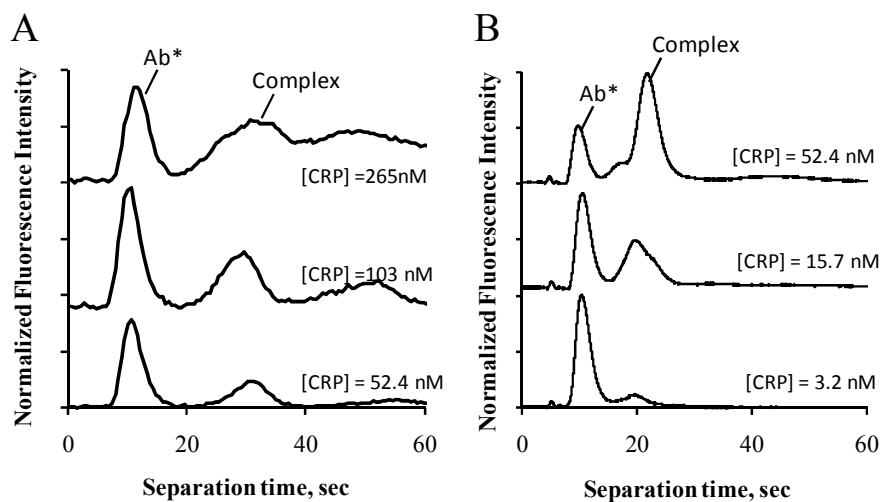 A
Normalized Fluorescence Intensity
Ab*
Complex
[CRP] =265nM
[CRP] =103 nM
[CRP] = 52.4 nM
0 20 40 60
Separation time, sec
B
Normalized Fluorescence Intensity
Complex
Ab*
[CRP] = 52.4 nM
[CRP] = 15.7 nM
[CRP] = 3.2 nM
0 20 40 60
Separation time, sec